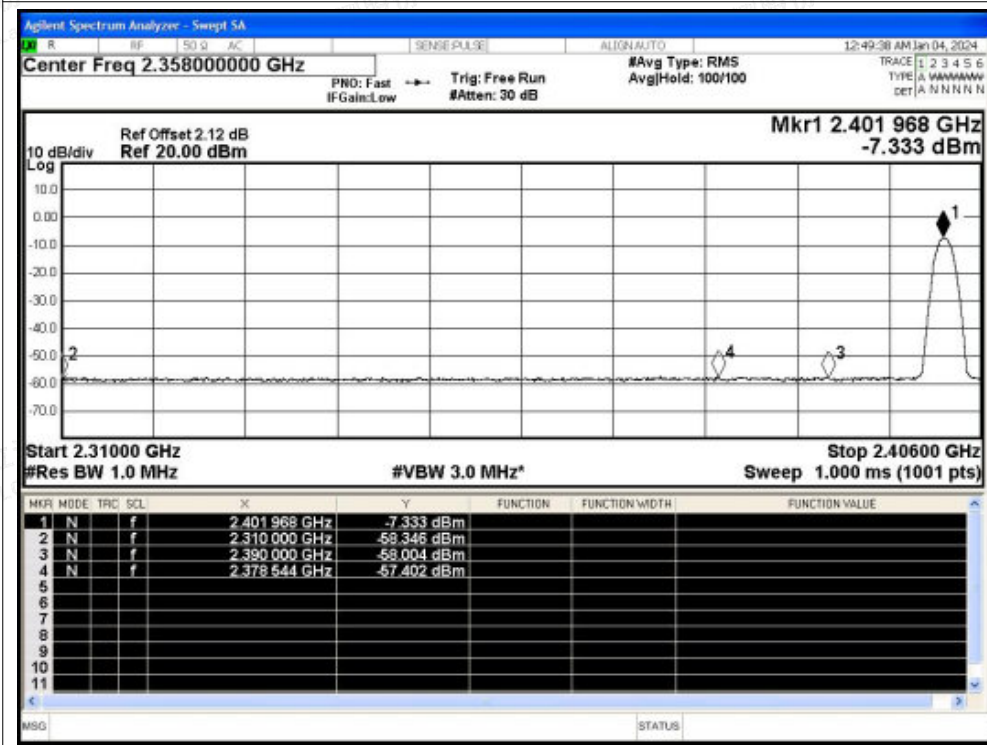 Agilent Spectrum Analyzer - Swept SA
LXI R RF 50 Ω AC SENSE:PULSE ALIGN AUTO 12:49:38 AM Jan 04, 2024
Center Freq 2.358000000 GHz #Avg Type: RMS TRACE 1 2 3 4 5 6
PNO: Fast Trig: Free Run Avg|Hold: 100/100 TYPE A WWWWW
IFGain:Low #Atten: 30 dB DET A N N N N N
Mkr1 2.401 968 GHz
-7.333 dBm
Ref Offset 2.12 dB
10 dB/div Ref 20.00 dBm
Log
10.0
0.00
1
-10.0
-20.0
-30.0
-40.0
-50.0
2
4
3
-60.0
-70.0
Start 2.31000 GHz Stop 2.40600 GHz
#Res BW 1.0 MHz #VBW 3.0 MHz* Sweep 1.000 ms (1001 pts)
MKR MODE TRC SCL X Y FUNCTION FUNCTION WIDTH FUNCTION VALUE
1 N f 2.401 968 GHz -7.333 dBm
2 N f 2.310 000 GHz -58.346 dBm
3 N f 2.390 000 GHz -58.004 dBm
4 N f 2.378 544 GHz -57.402 dBm
5
6
7
8
9
10
11
MSG STATUS